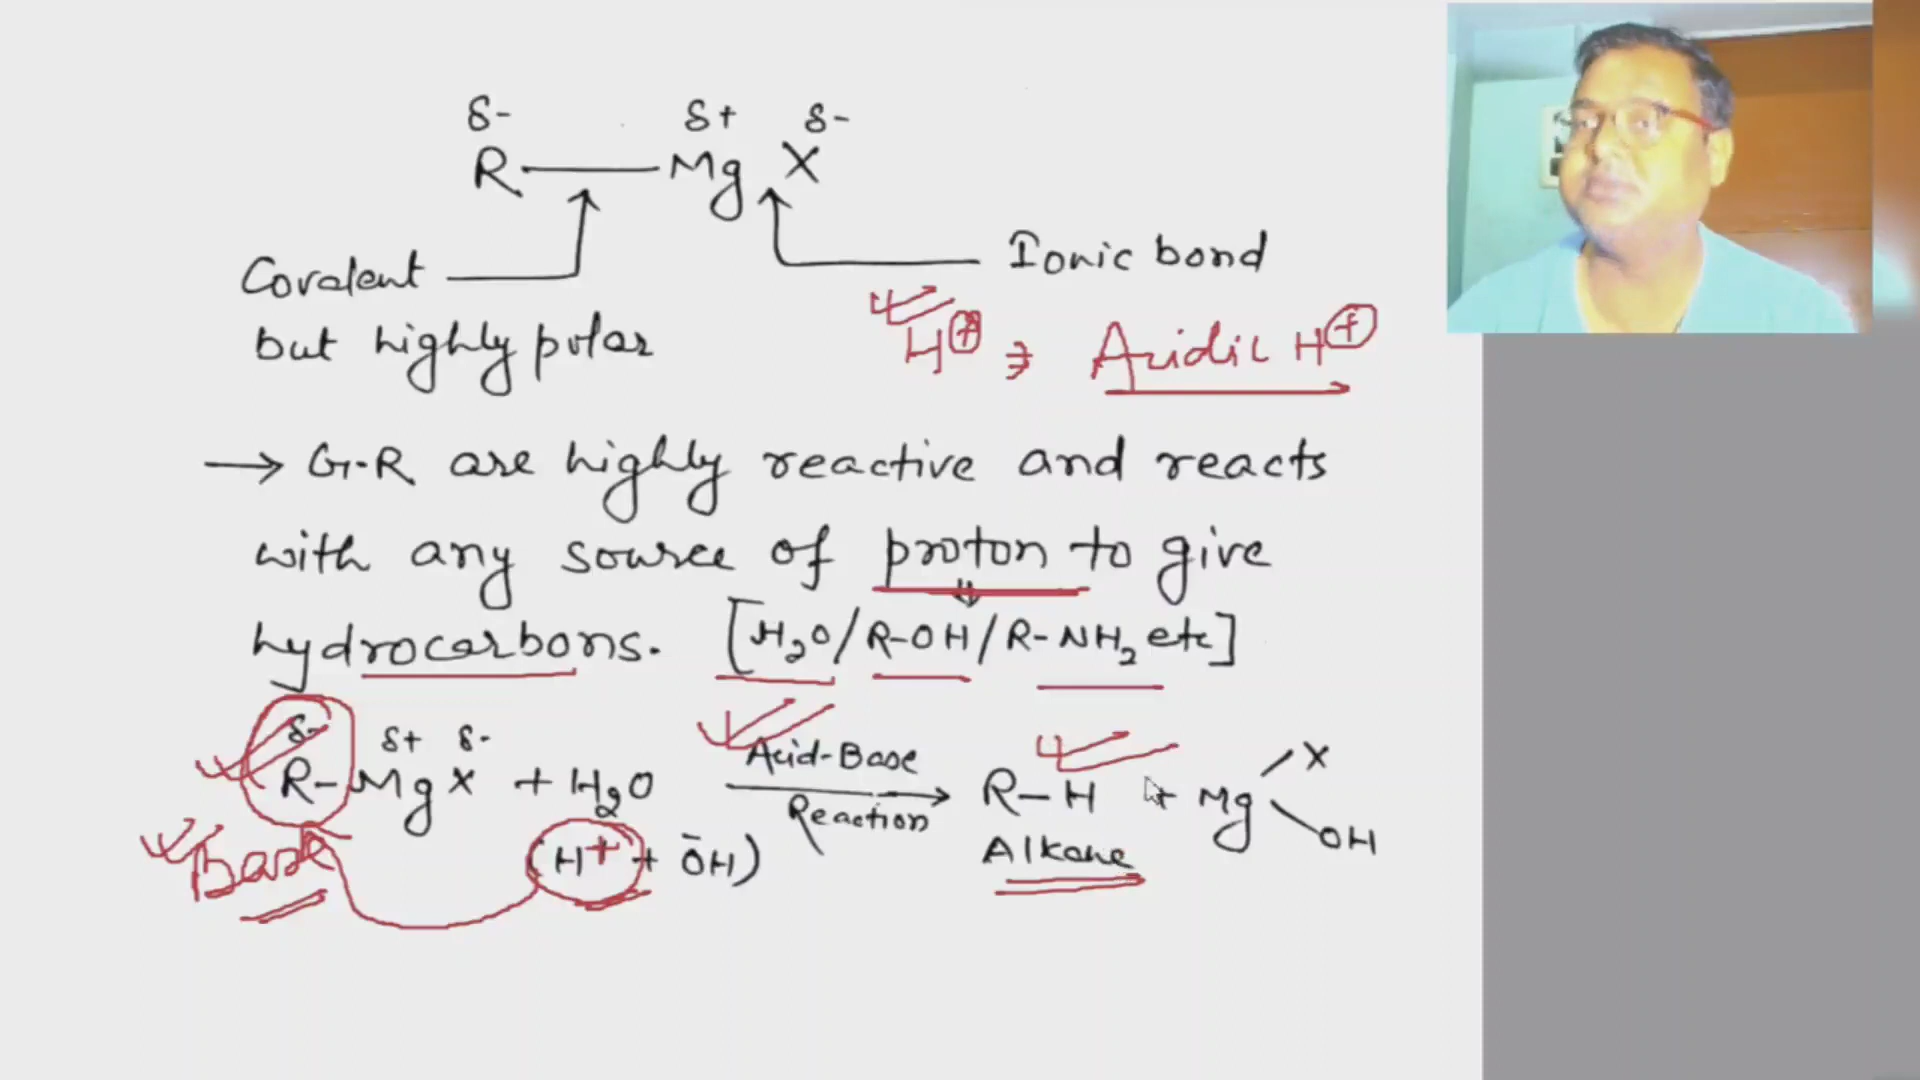 δ- δ+ δ-
R — Mg X
Covalent Ionic bond
but highly polar H⊕ ⇒ Acidic H⊕
→ G-R are highly reactive and reacts
with any source of proton to give
hydrocarbons. [H₂O/R-OH/R-NH₂ etc]
δ- δ+ δ- Acid-Base X
R-Mg X + H₂O → R-H + Mg
Reaction OH
base (H+ + ŌH) Alkane